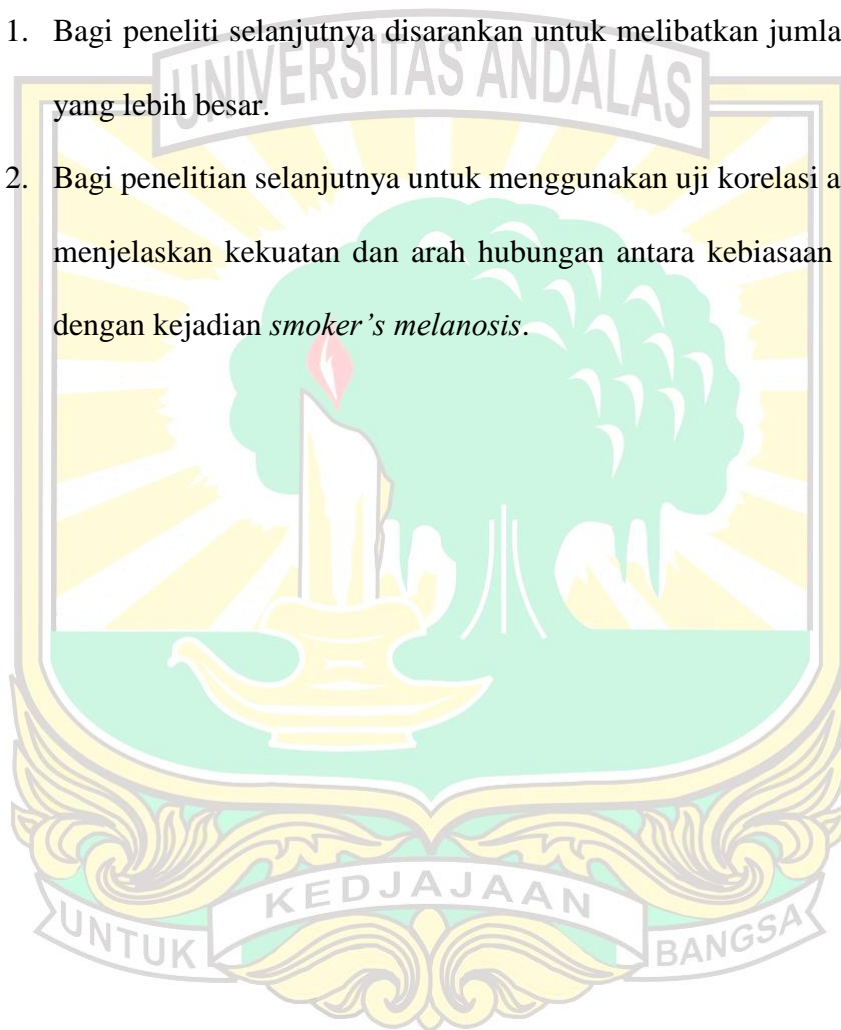 1. Bagi peneliti selanjutnya disarankan untuk melibatkan jumla
UNIVERSITAS ANDALAS
yang lebih besar.
2. Bagi penelitian selanjutnya untuk menggunakan uji korelasi a
menjelaskan kekuatan dan arah hubungan antara kebiasaan
dengan kejadian smoker’s melanosis.
UNTUK KEDJAJAAN BANGSA